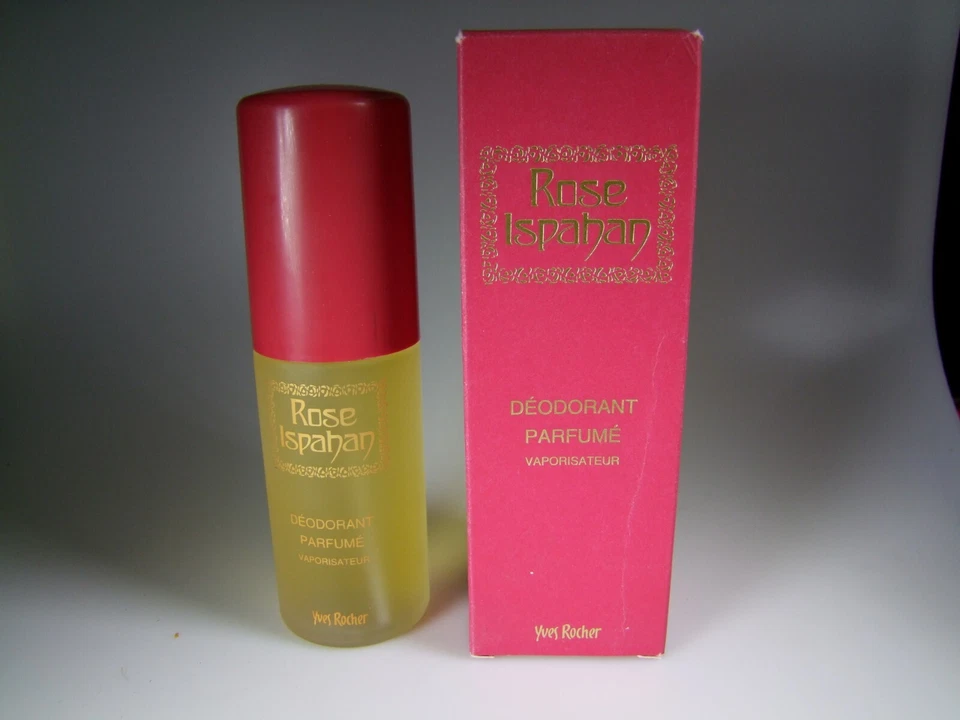 Rose
Ispahan
DÉODORANT
PARFUMÉ
VAPORISATEUR
Yves Rocher
Rose
Ispahan
DÉODORANT
PARFUMÉ
VAPORISATEUR
Yves Rocher